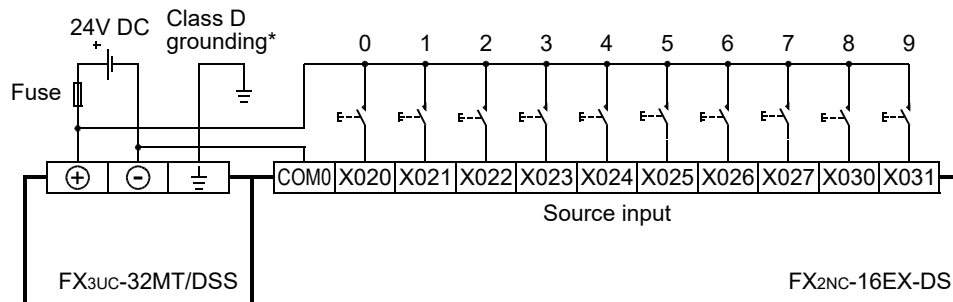 24V DC
+
Class D
grounding*
Fuse
0 1 2 3 4 5 6 7 8 9
+ -
COM0 X020 X021 X022 X023 X024 X025 X026 X027 X030 X031
Source input
FX3UC-32MT/DSS
FX2NC-16EX-DS